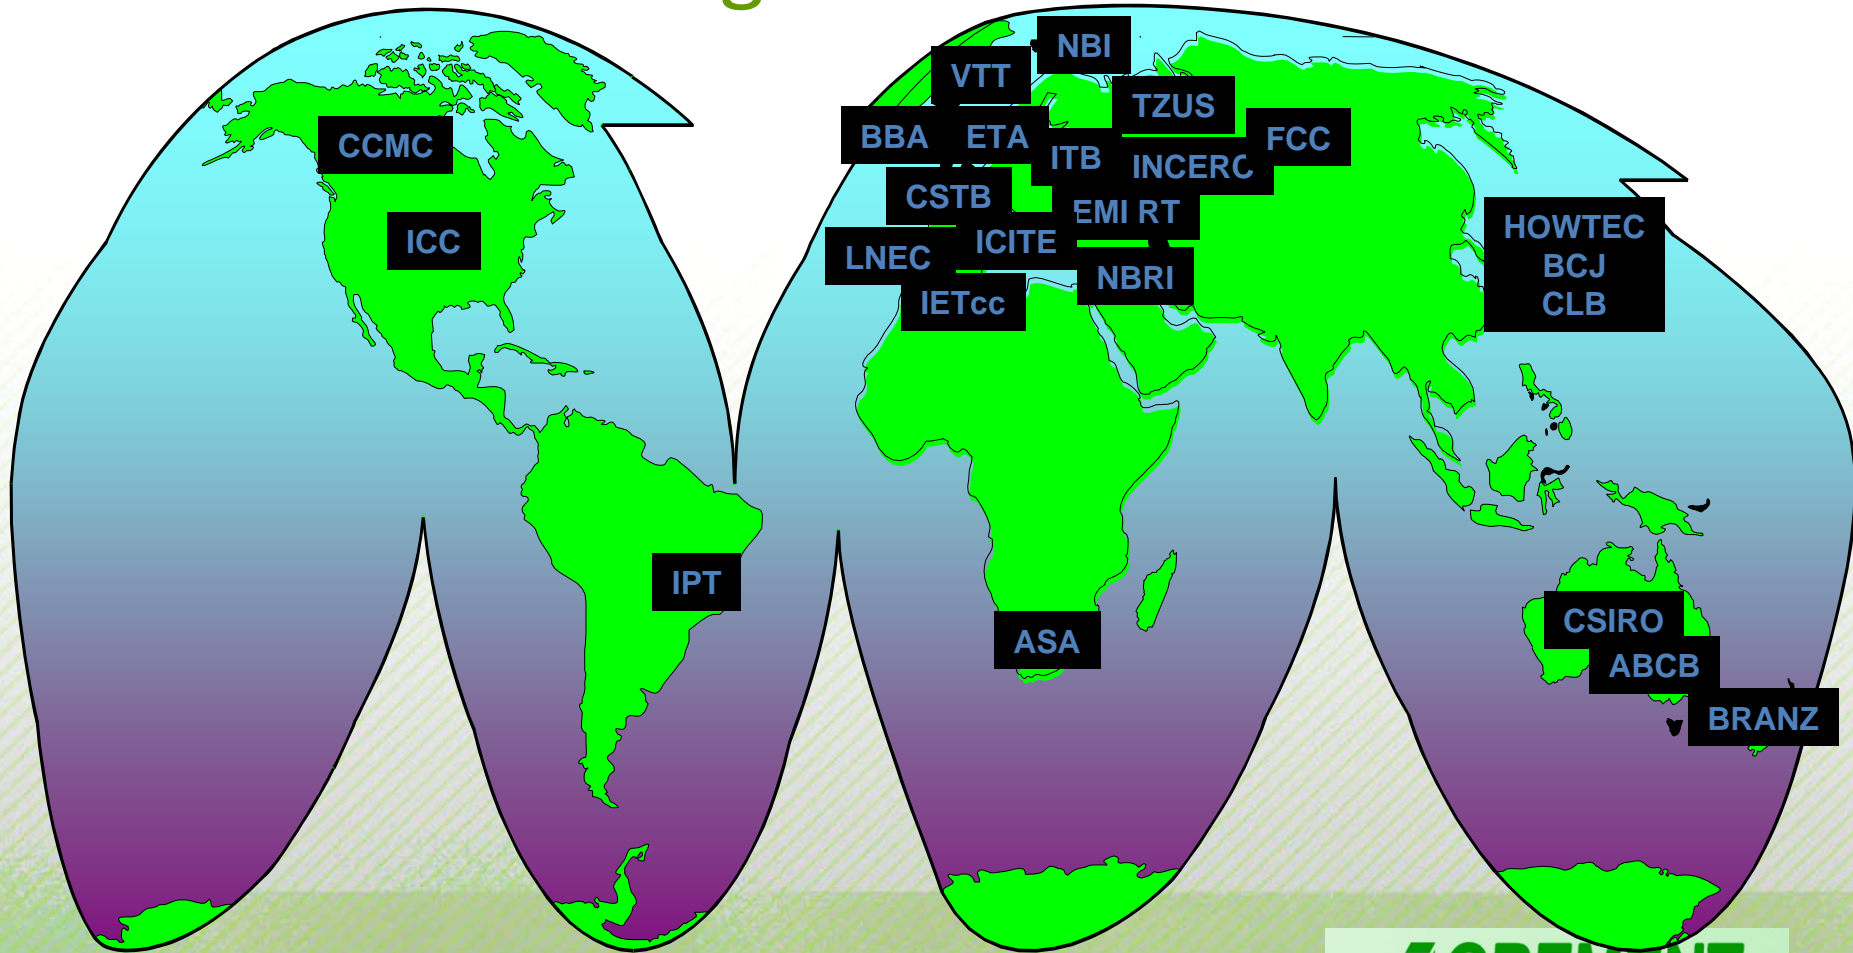 NBI
VTT
TZUS
BBA
ETA
FCC
CCMC
ITB
INCERC
CSTB
EMI RT
HOWTEC
BCJ
CLB
ICC
ICITE
LNEC
NBRI
IETcc
IPT
CSIRO
ASA
ABCB
BRANZ